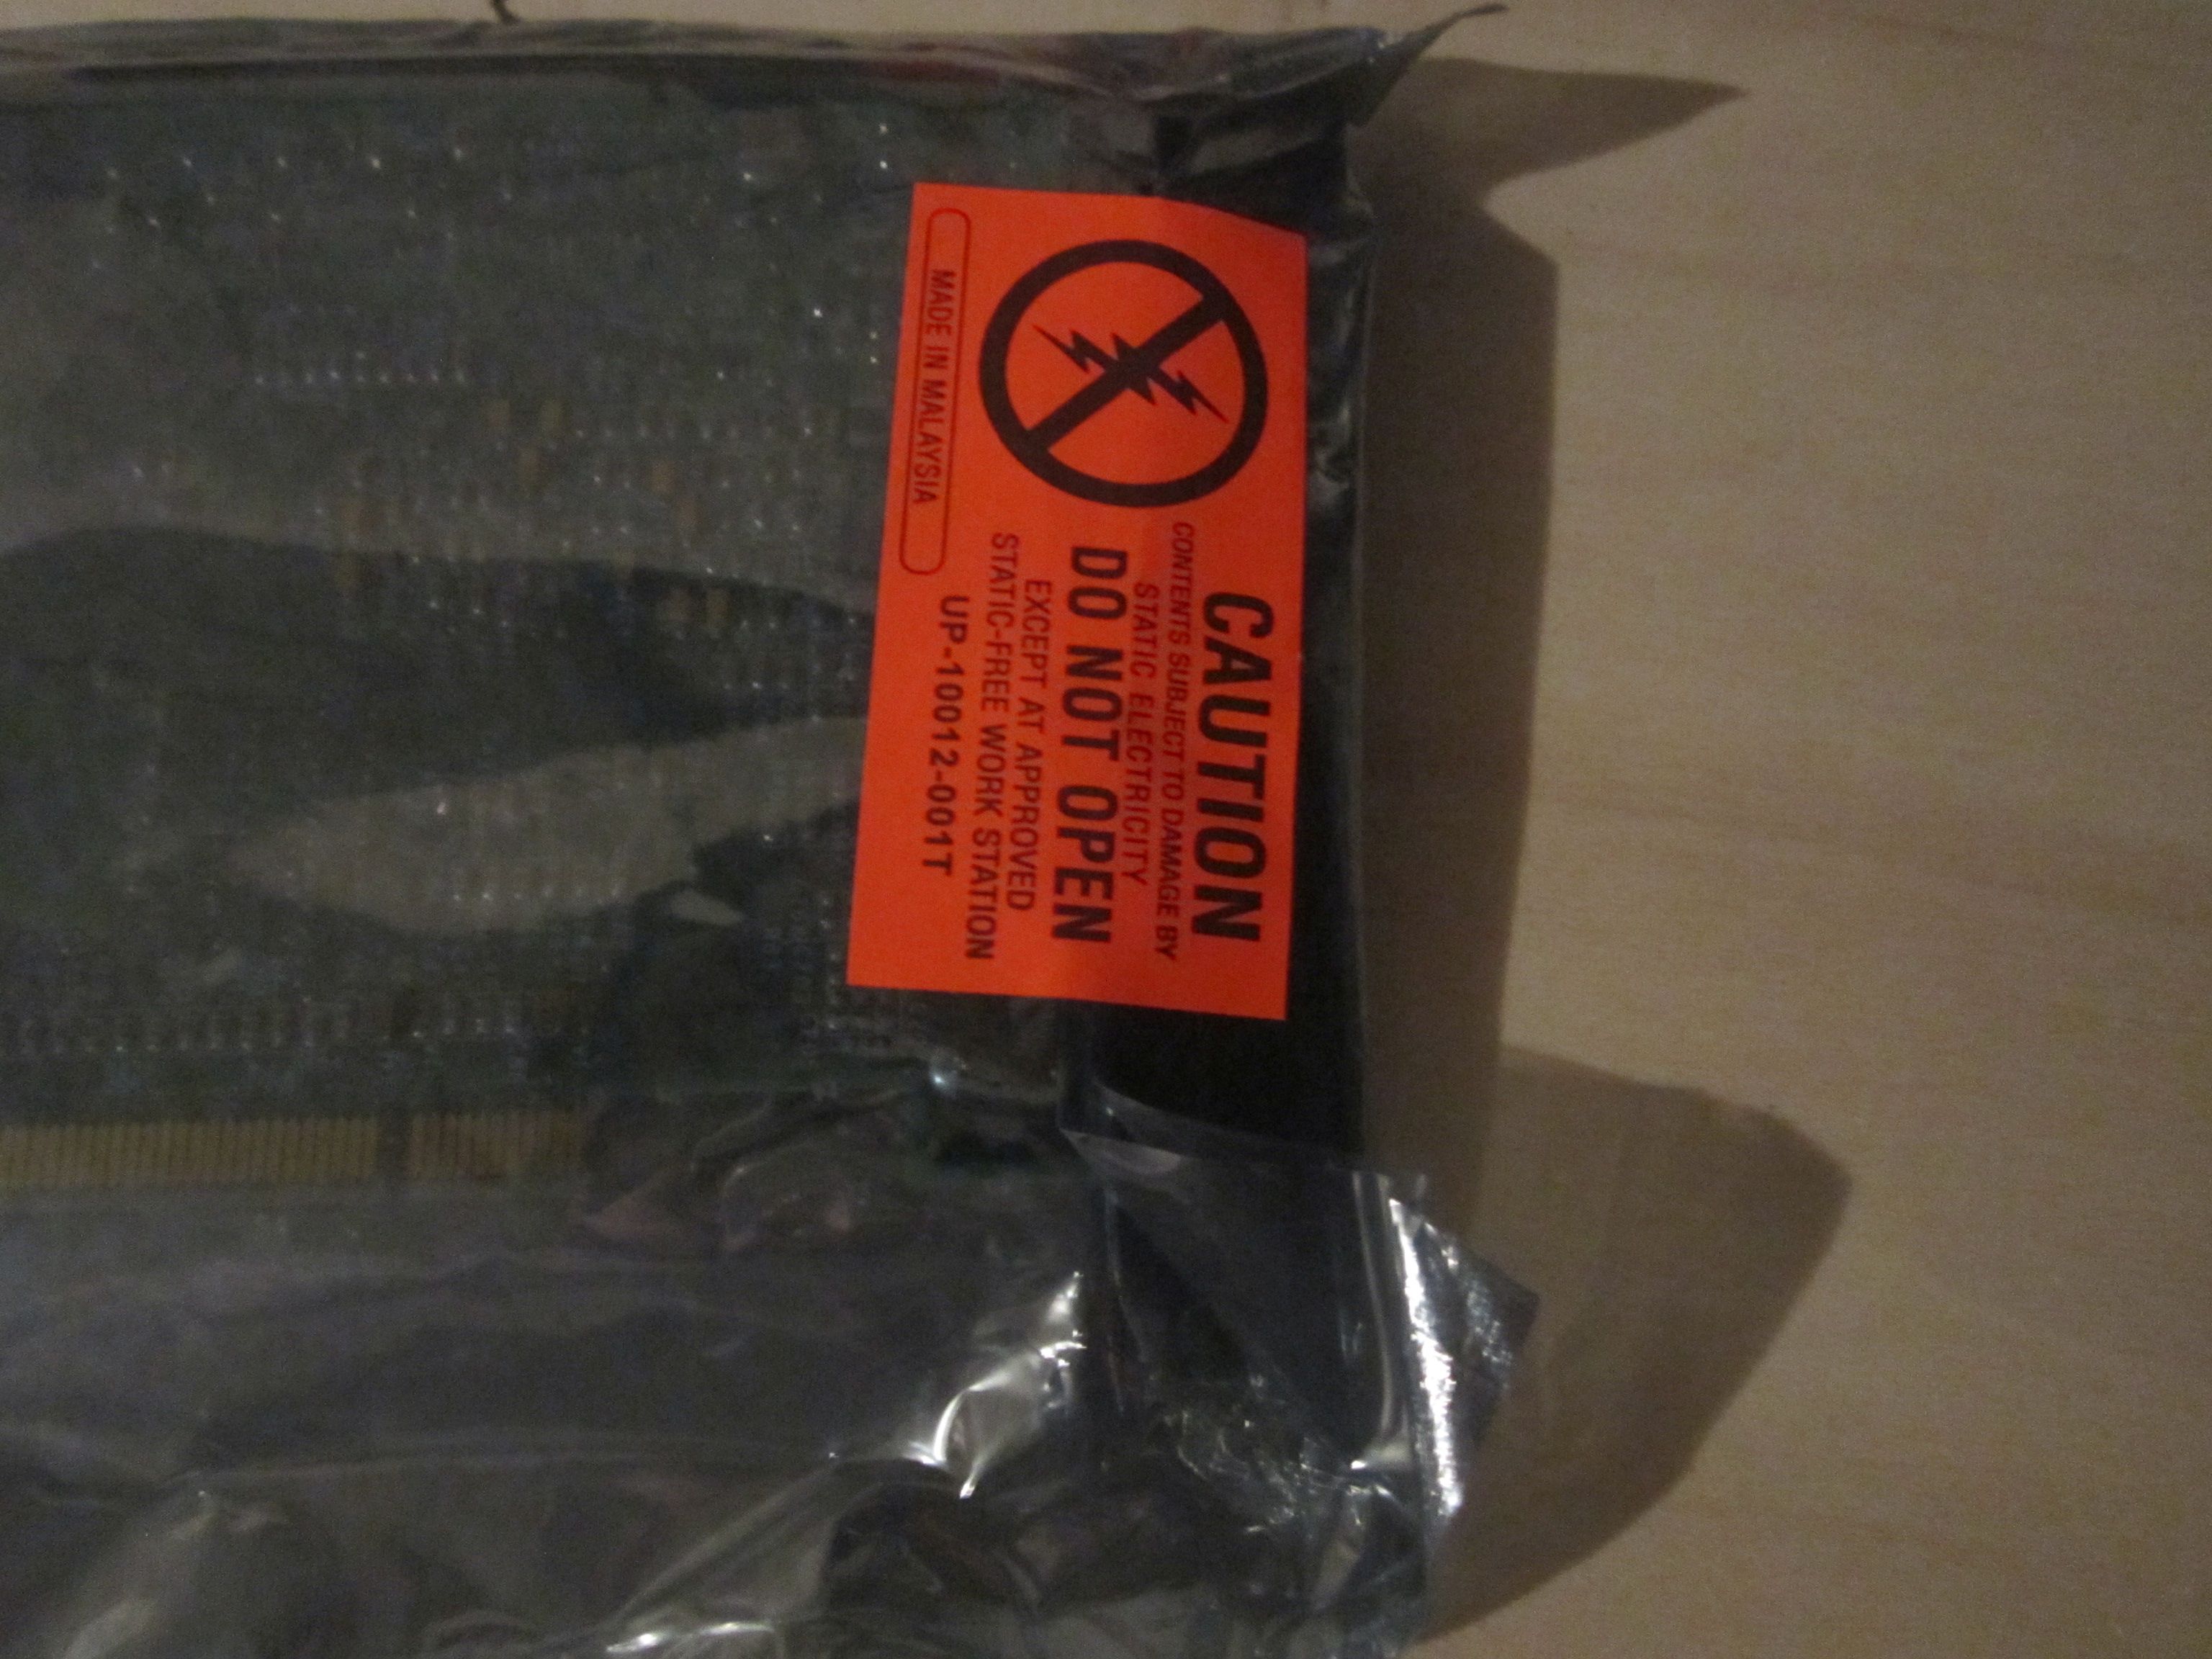 CAUTION
CONTENTS SUBJECT TO DAMAGE BY
STATIC ELECTRICITY
DO NOT OPEN
EXCEPT AT APPROVED
STATIC-FREE WORK STATION
UP-10012-001T
MADE IN MALAYSIA